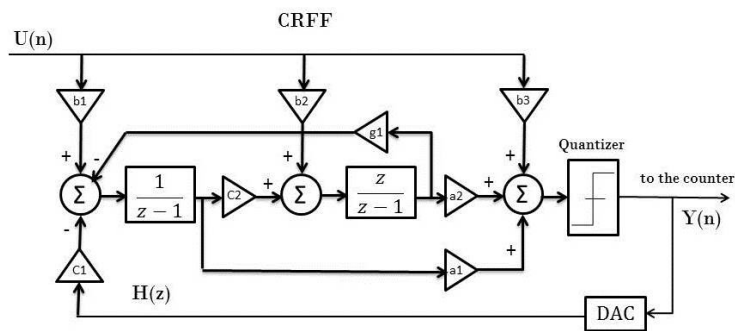 CRFF
U(n)
b1
b2
b3
g1
Quantizer
+
-
+
+
Σ
1
z − 1
C2
+
Σ
z
z − 1
a2
+
Σ
to the counter
Y(n)
-
+
C1
a1
H(z)
DAC